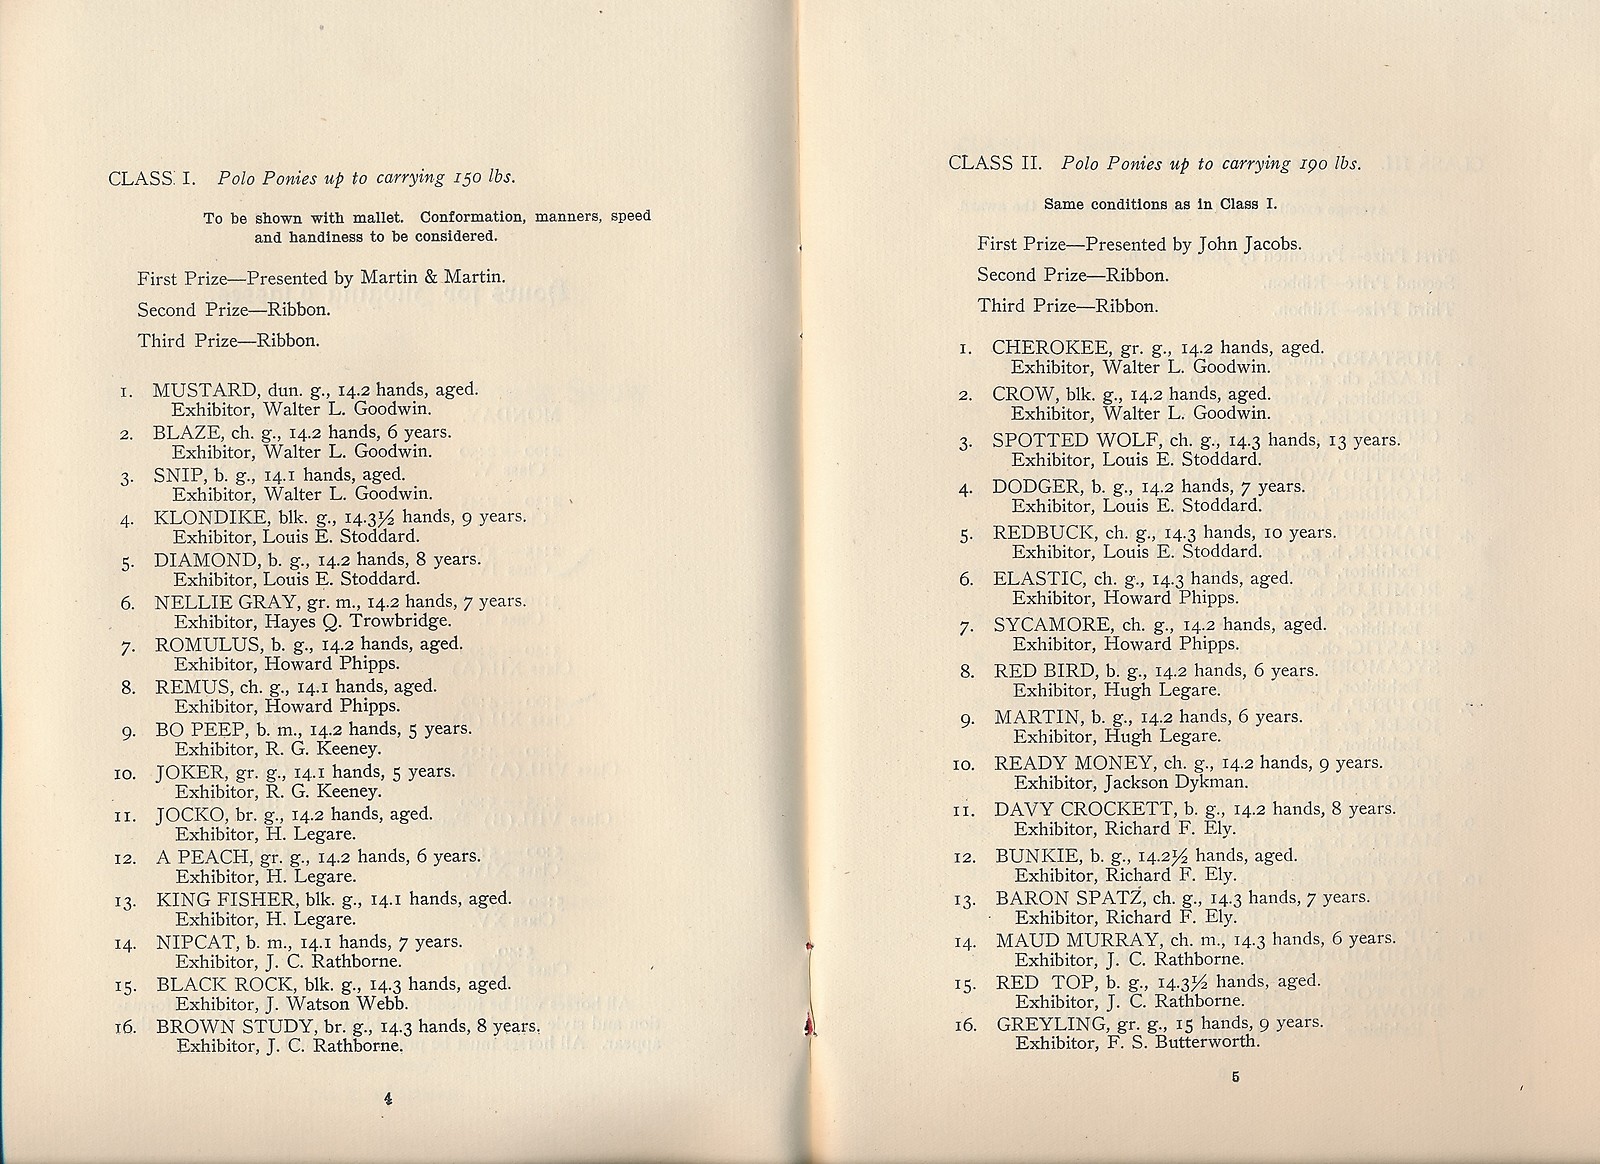 CLASS. I. Polo Ponies up to carrying 150 lbs.
To be shown with mallet. Conformation, manners, speed
and handiness to be considered.
First Prize—Presented by Martin & Martin.
Second Prize—Ribbon.
Third Prize—Ribbon.
1. MUSTARD, dun. g., 14.2 hands, aged.
Exhibitor, Walter L. Goodwin.
2. BLAZE, ch. g., 14.2 hands, 6 years.
Exhibitor, Walter L. Goodwin.
3. SNIP, b. g., 14.1 hands, aged.
Exhibitor, Walter L. Goodwin.
4. KLONDIKE, blk. g., 14.3½ hands, 9 years.
Exhibitor, Louis E. Stoddard.
5. DIAMOND, b. g., 14.2 hands, 8 years.
Exhibitor, Louis E. Stoddard.
6. NELLIE GRAY, gr. m., 14.2 hands, 7 years.
Exhibitor, Hayes Q. Trowbridge.
7. ROMULUS, b. g., 14.2 hands, aged.
Exhibitor, Howard Phipps.
8. REMUS, ch. g., 14.1 hands, aged.
Exhibitor, Howard Phipps.
9. BO PEEP, b. m., 14.2 hands, 5 years.
Exhibitor, R. G. Keeney.
10. JOKER, gr. g., 14.1 hands, 5 years.
Exhibitor, R. G. Keeney.
11. JOCKO, br. g., 14.2 hands, aged.
Exhibitor, H. Legare.
12. A PEACH, gr. g., 14.2 hands, 6 years.
Exhibitor, H. Legare.
13. KING FISHER, blk. g., 14.1 hands, aged.
Exhibitor, H. Legare.
14. NIPCAT, b. m., 14.1 hands, 7 years.
Exhibitor, J. C. Rathborne.
15. BLACK ROCK, blk. g., 14.3 hands, aged.
Exhibitor, J. Watson Webb.
16. BROWN STUDY, br. g., 14.3 hands, 8 years.
Exhibitor, J. C. Rathborne.
4
CLASS II. Polo Ponies up to carrying 190 lbs.
Same conditions as in Class I.
First Prize—Presented by John Jacobs.
Second Prize—Ribbon.
Third Prize—Ribbon.
1. CHEROKEE, gr. g., 14.2 hands, aged.
Exhibitor, Walter L. Goodwin.
2. CROW, blk. g., 14.2 hands, aged.
Exhibitor, Walter L. Goodwin.
3. SPOTTED WOLF, ch. g., 14.3 hands, 13 years.
Exhibitor, Louis E. Stoddard.
4. DODGER, b. g., 14.2 hands, 7 years.
Exhibitor, Louis E. Stoddard.
5. REDBUCK, ch. g., 14.3 hands, 10 years.
Exhibitor, Louis E. Stoddard.
6. ELASTIC, ch. g., 14.3 hands, aged.
Exhibitor, Howard Phipps.
7. SYCAMORE, ch. g., 14.2 hands, aged.
Exhibitor, Howard Phipps.
8. RED BIRD, b. g., 14.2 hands, 6 years.
Exhibitor, Hugh Legare.
9. MARTIN, b. g., 14.2 hands, 6 years.
Exhibitor, Hugh Legare.
10. READY MONEY, ch. g., 14.2 hands, 9 years.
Exhibitor, Jackson Dykman.
11. DAVY CROCKETT, b. g., 14.2 hands, 8 years.
Exhibitor, Richard F. Ely.
12. BUNKIE, b. g., 14.2½ hands, aged.
Exhibitor, Richard F. Ely.
13. BARON SPATZ, ch. g., 14.3 hands, 7 years.
Exhibitor, Richard F. Ely.
14. MAUD MURRAY, ch. m., 14.3 hands, 6 years.
Exhibitor, J. C. Rathborne.
15. RED TOP, b. g., 14.3½ hands, aged.
Exhibitor, J. C. Rathborne.
16. GREYLING, gr. g., 15 hands, 9 years.
Exhibitor, F. S. Butterworth.
5